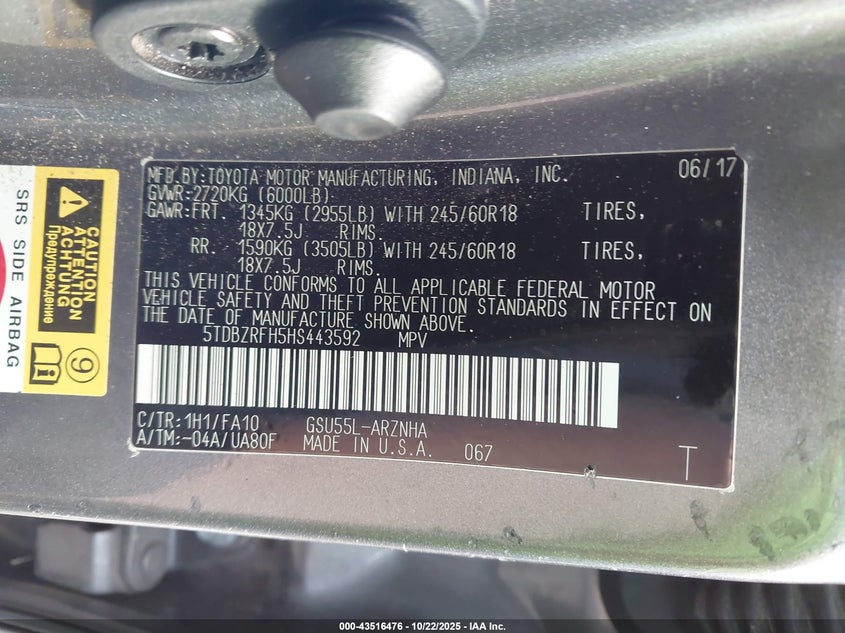 MFD.BY:TOYOTA MOTOR MANUFACTURING, INDIANA, INC. 06/17
GVWR:2720KG (6000LB)
GAWR:FRT. 1345KG (2955LB) WITH 245/60R18 TIRES,
18X7.5J RIMS.
RR. 1590KG (3505LB) WITH 245/60R18 TIRES,
18X7.5J RIMS.
THIS VEHICLE CONFORMS TO ALL APPLICABLE FEDERAL MOTOR
VEHICLE SAFETY AND THEFT PREVENTION STANDARDS IN EFFECT ON
THE DATE OF MANUFACTURE SHOWN ABOVE.
5TDBZRFH5HS443592 MPV
C/TR:1H1/FA10 GSU55L-ARZNHA
A/TM:-04A/UA80F MADE IN U.S.A. 067 T
SRS SIDE AIRBAG
CAUTION
ATTENTION
ACHTUNG
Предупреждение
9
000-43516476 - 10/22/2025 - IAA Inc.